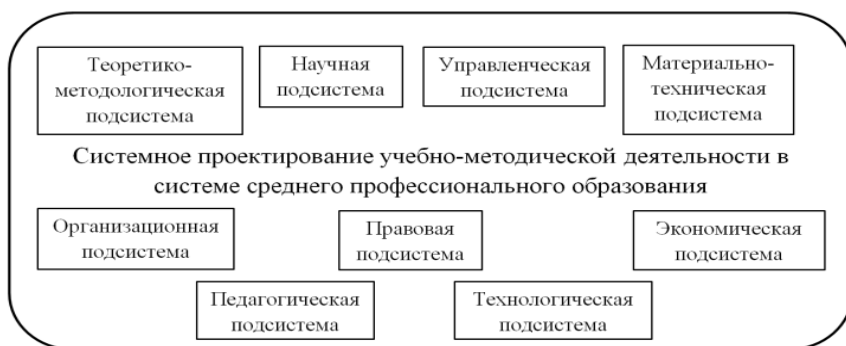 Теоретико-
методологическая
подсистема
Научная
подсистема
Управленческая
подсистема
Материально-
техническая
подсистема
Системное проектирование учебно-методической деятельности в
системе среднего профессионального образования
Организационная
подсистема
Правовая
подсистема
Экономическая
подсистема
Педагогическая
подсистема
Технологическая
подсистема